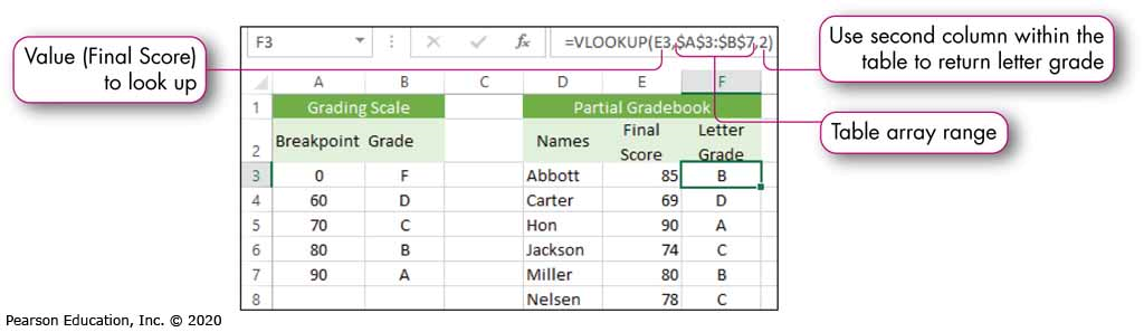 Value (Final Score)
to look up
F3
fx
=VLOOKUP(E3,$A$3:$B$7,2)
Use second column within the
table to return letter grade
Table array range
A B C D E F
1 Grading Scale Partial Gradebook
2 Breakpoint Grade Names Final Score Letter Grade
3 0 F Abbott 85 B
4 60 D Carter 69 D
5 70 C Hon 90 A
6 80 B Jackson 74 C
7 90 A Miller 80 B
8 Nelsen 78 C
Pearson Education, Inc. © 2020